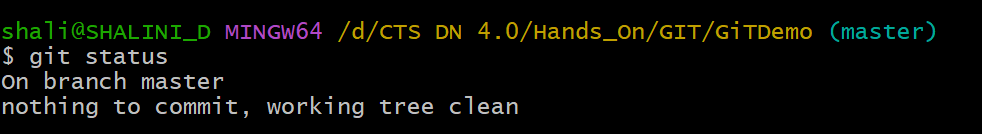 shali@SHALINI_D MINGW64 /d/CTS DN 4.0/Hands_On/GIT/GiTDemo (master)
$ git status
On branch master
nothing to commit, working tree clean